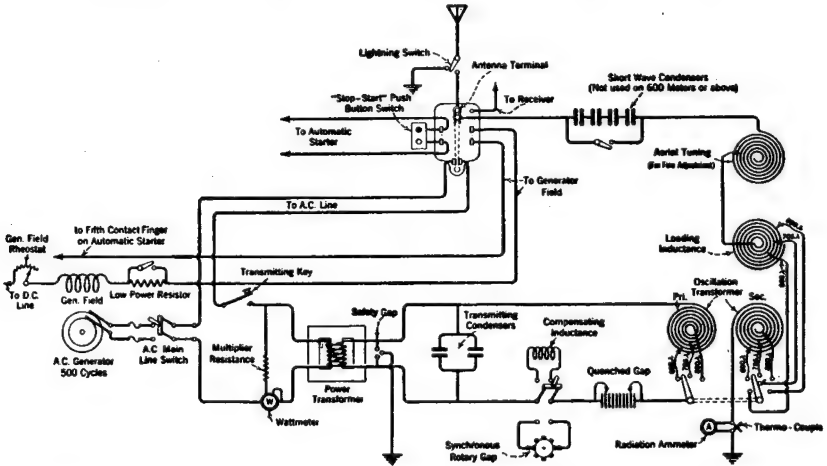 Lightning Switch
Antenna Terminal
"Stop-Start" Push
Button Switch
To Receiver
Short Wave Condensers
(Not used on 600 Meters or above)
To Automatic
Starter
Aerial Tuning
(For Fine Adjustment)
To Generator
Field
To A.C. Line
to Fifth Contact Finger
on Automatic Starter
Gen. Field
Rheostat
Loading
Inductance
To D.C.
Line
Gen. Field
Low Power Resistor
Transmitting Key
Oscillation
Transformer
Pri.
Sec.
Safety Gap
Transmitting
Condensers
Compensating
Inductance
A.C. Generator
500 Cycles
A.C Main
Line Switch
Multiplier
Resistance
Power
Transformer
Quenched Gap
W
Wattmeter
Synchronous
Rotary Gap
Radiation Ammeter
A
Thermo-Couple